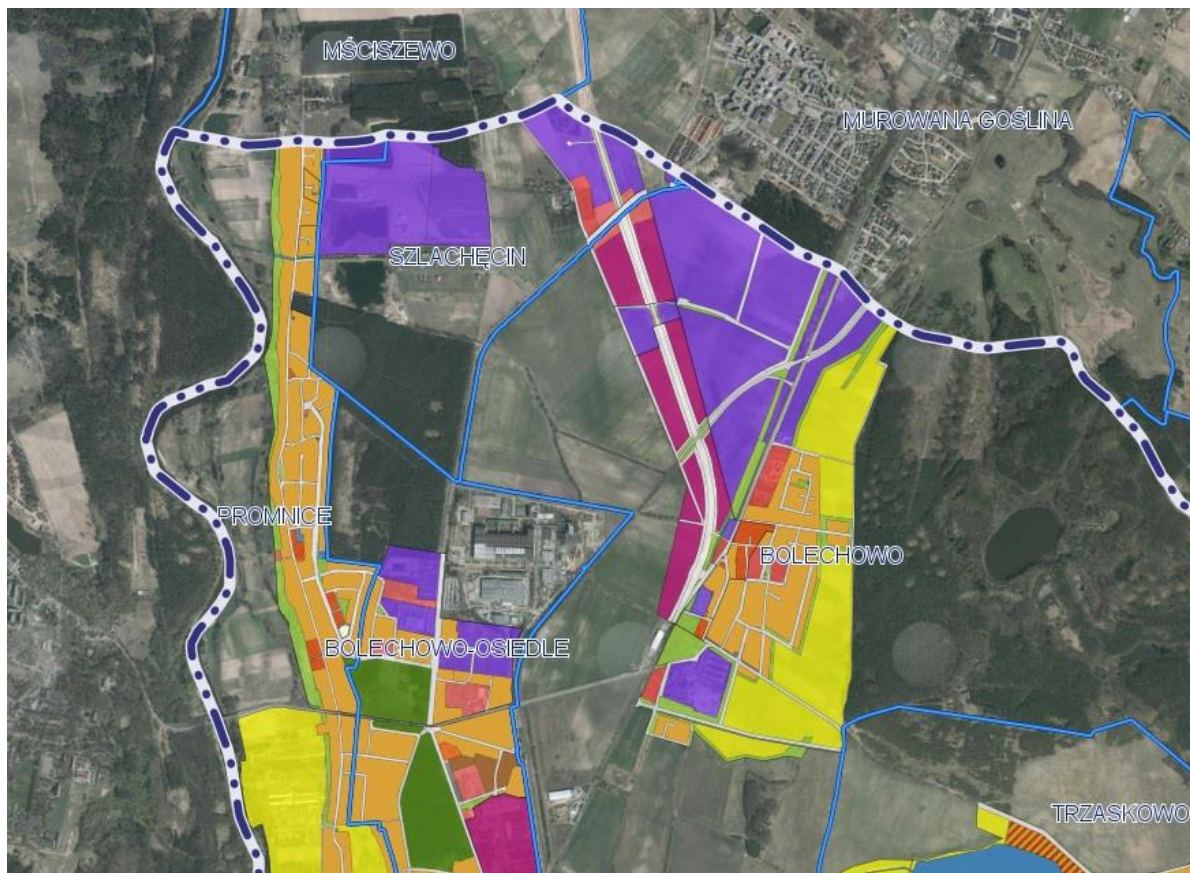 MŚCISZEWO
MUROWANA GOŚLINA
SZLACHĘCIN
PROMNICE
BOLECHOWO
BOLECHOWO-OSIEDLE
TRZASKOWO